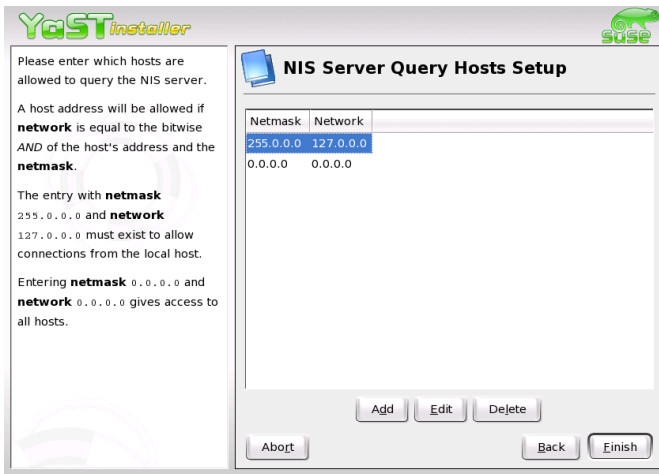 YaST installer
SUSE
Please enter which hosts are
allowed to query the NIS server.
A host address will be allowed if
network is equal to the bitwise
AND of the host's address and the
netmask.
The entry with netmask
255.0.0.0 and network
127.0.0.0 must exist to allow
connections from the local host.
Entering netmask 0.0.0.0 and
network 0.0.0.0 gives access to
all hosts.
NIS Server Query Hosts Setup
Netmask Network
255.0.0.0 127.0.0.0
0.0.0.0 0.0.0.0
Add Edit Delete
Abort Back Finish